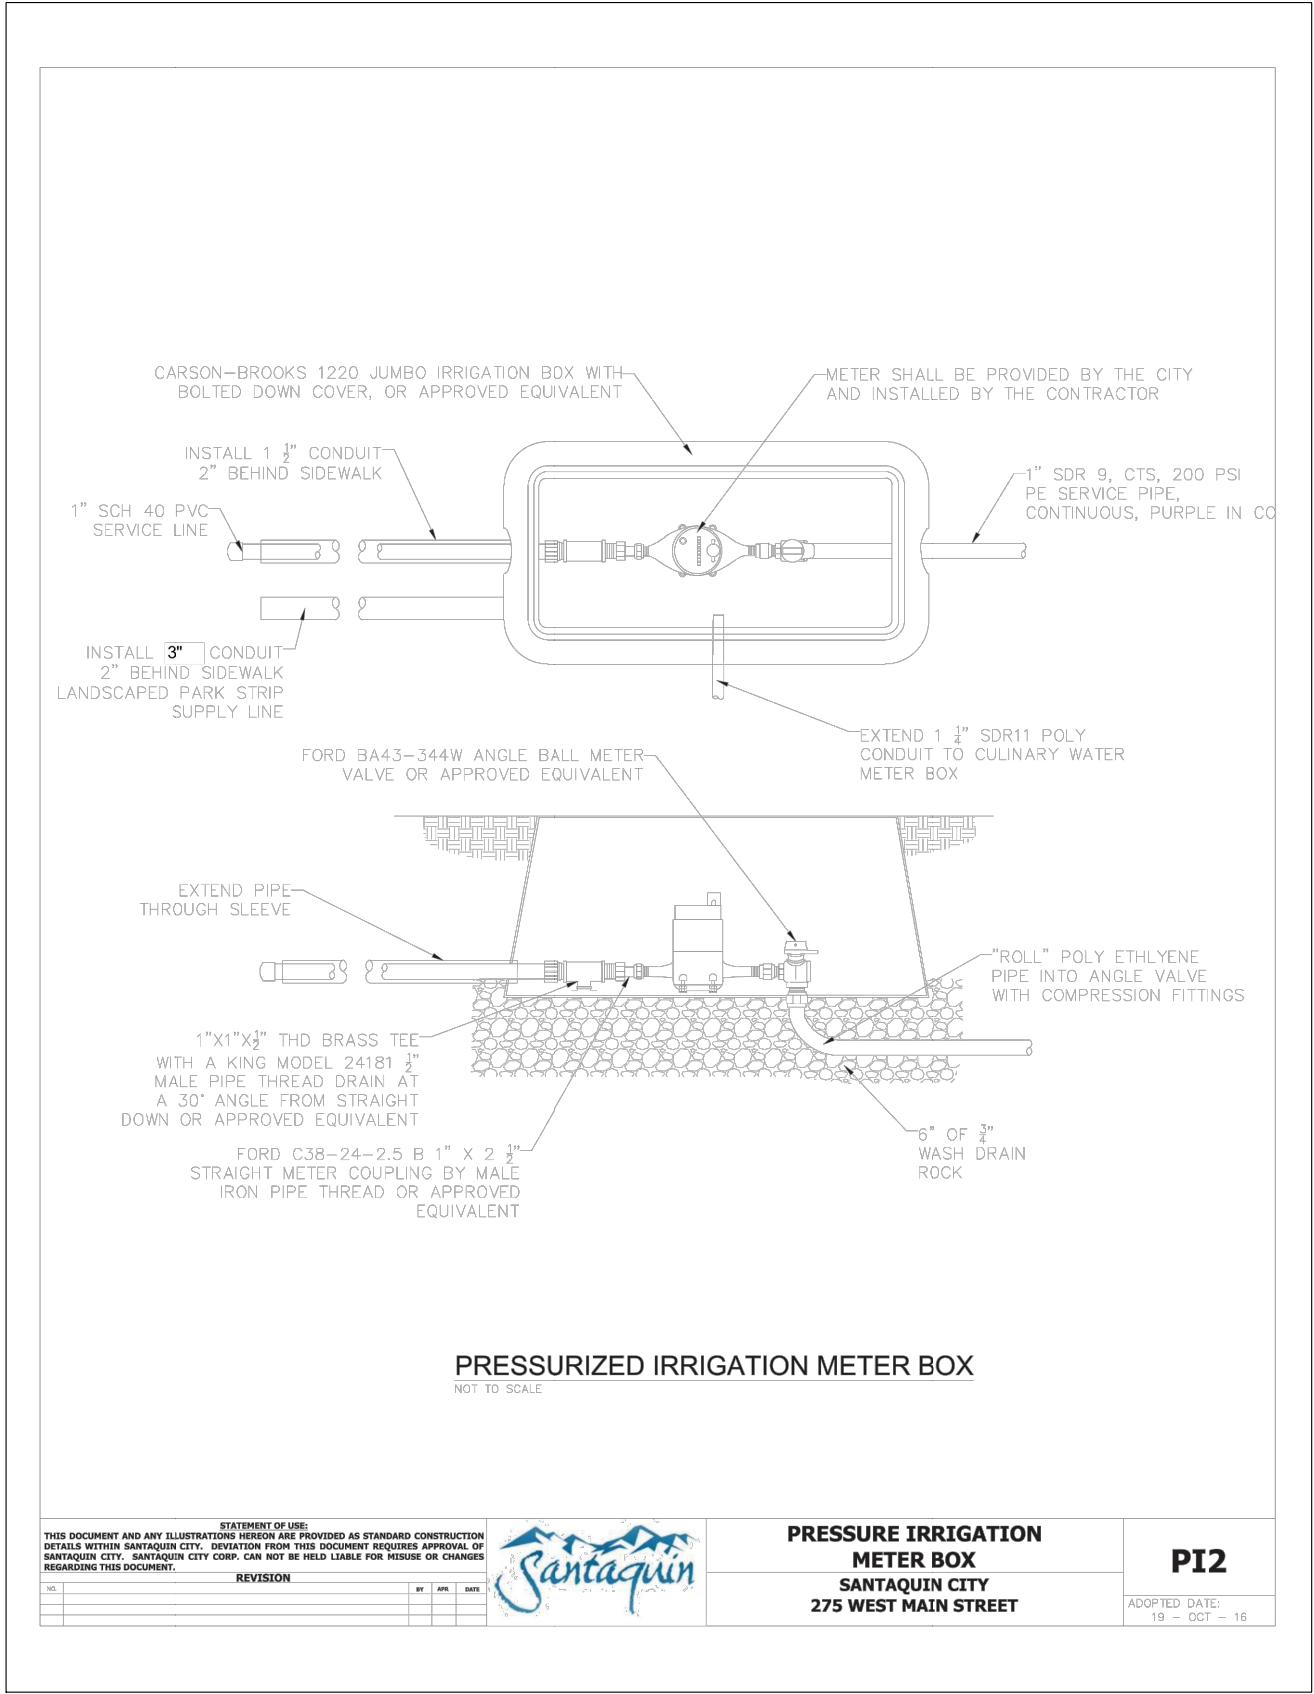 CARSON-BROOKS 1220 JUMBO IRRIGATION BOX WITH
BOLTED DOWN COVER, OR APPROVED EQUIVALENT
METER SHALL BE PROVIDED BY THE CITY
AND INSTALLED BY THE CONTRACTOR
INSTALL 1 1/2" CONDUIT
2" BEHIND SIDEWALK
1" SDR 9, CTS, 200 PSI
PE SERVICE PIPE,
CONTINUOUS, PURPLE IN CO
1" SCH 40 PVC
SERVICE LINE
INSTALL 3" CONDUIT
2" BEHIND SIDEWALK
LANDSCAPED PARK STRIP
SUPPLY LINE
EXTEND 1 1/4" SDR11 POLY
CONDUIT TO CULINARY WATER
METER BOX
FORD BA43-344W ANGLE BALL METER
VALVE OR APPROVED EQUIVALENT
EXTEND PIPE
THROUGH SLEEVE
"ROLL" POLY ETHLYENE
PIPE INTO ANGLE VALVE
WITH COMPRESSION FITTINGS
1"X1"X1/2" THD BRASS TEE
WITH A KING MODEL 24181 1/2"
MALE PIPE THREAD DRAIN AT
A 30° ANGLE FROM STRAIGHT
DOWN OR APPROVED EQUIVALENT
6" OF 3/4"
WASH DRAIN
ROCK
FORD C38-24-2.5 B 1" X 2 1/2"
STRAIGHT METER COUPLING BY MALE
IRON PIPE THREAD OR APPROVED
EQUIVALENT
PRESSURIZED IRRIGATION METER BOX
NOT TO SCALE
STATEMENT OF USE:
THIS DOCUMENT AND ANY ILLUSTRATIONS HEREON ARE PROVIDED AS STANDARD CONSTRUCTION
DETAILS WITHIN SANTAQUIN CITY. DEVIATION FROM THIS DOCUMENT REQUIRES APPROVAL OF
SANTAQUIN CITY. SANTAQUIN CITY CORP. CAN NOT BE HELD LIABLE FOR MISUSE OR CHANGES
REGARDING THIS DOCUMENT.
REVISION
NO. BY APR DATE
Santaquin
PRESSURE IRRIGATION
METER BOX
SANTAQUIN CITY
275 WEST MAIN STREET
PI2
ADOPTED DATE:
19 - OCT - 16